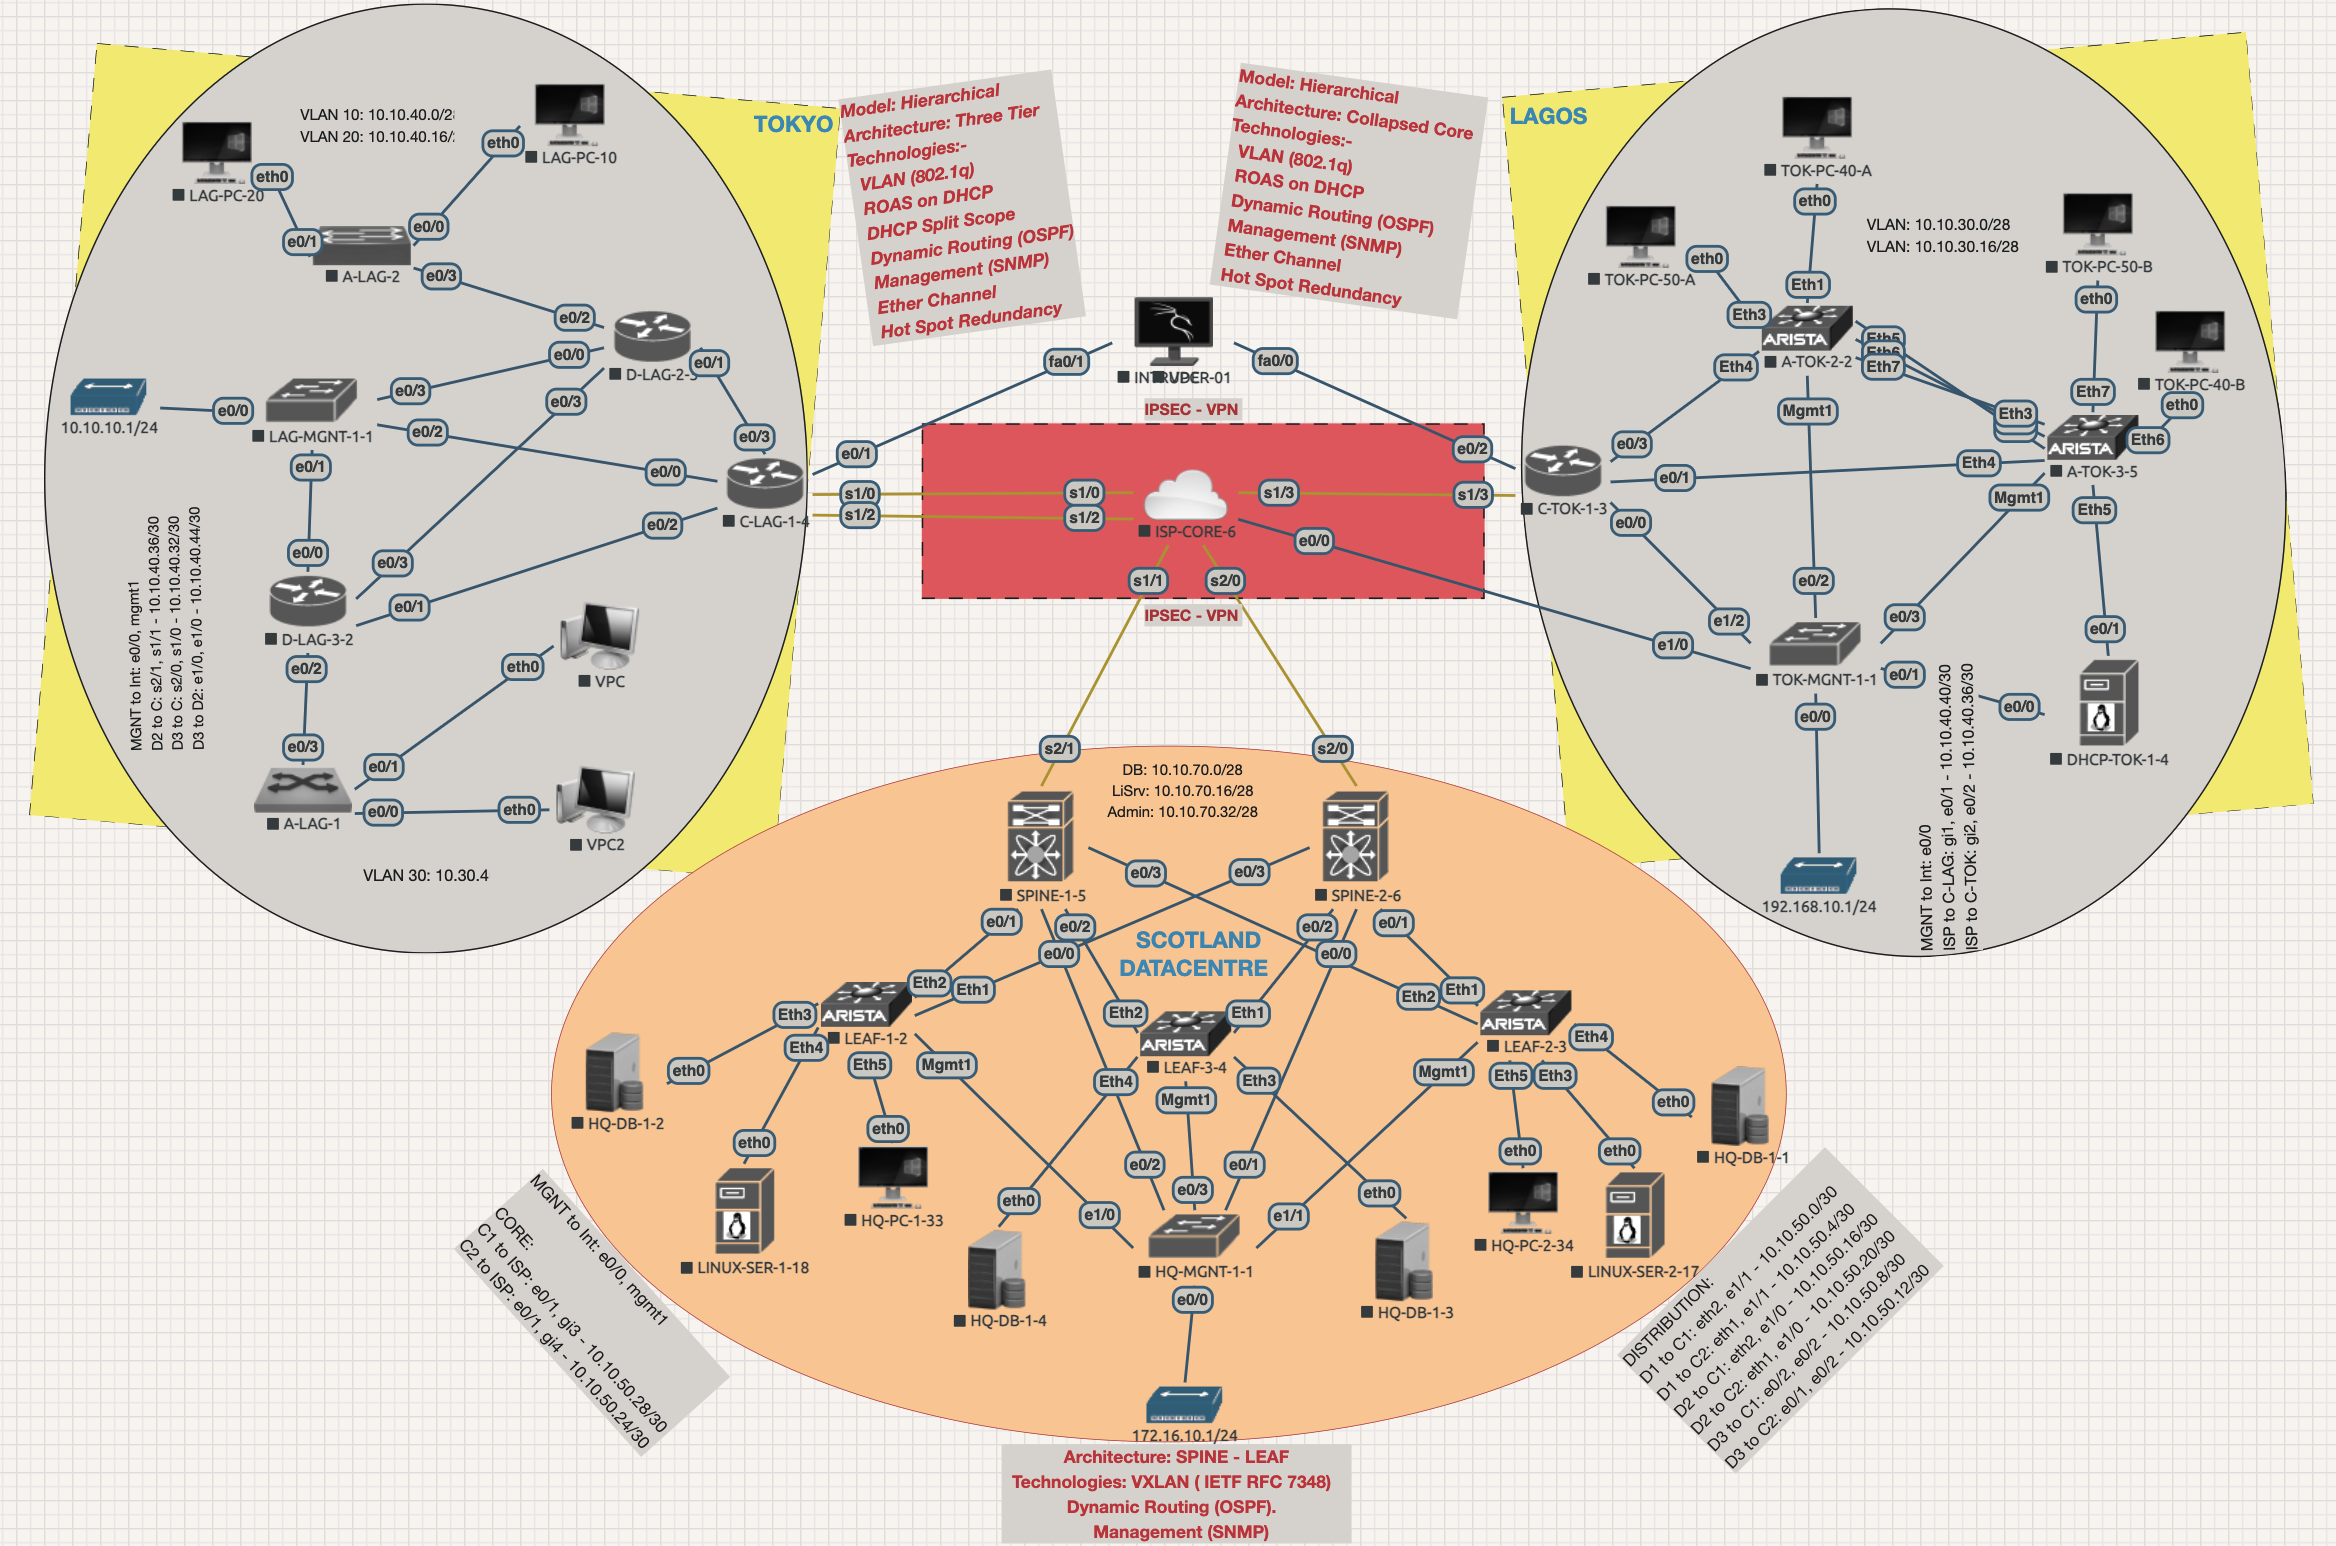 TOKYO
VLAN 10: 10.10.40.0/2
VLAN 20: 10.10.40.16/
LAG-PC-20
eth0
LAG-PC-10
eth0
e0/1
e0/0
A-LAG-2
e0/3
e0/2
e0/0
D-LAG-2-3
e0/1
e0/3
e0/3
10.10.10.1/24
e0/0
LAG-MGNT-1-1
e0/3
e0/2
e0/1
e0/0
e0/3
C-LAG-1-4
e0/2
e0/0
e0/3
D-LAG-3-2
e0/1
e0/2
e0/3
A-LAG-1
e0/1
e0/0
eth0
VPC
eth0
VPC2
VLAN 30: 10.30.4
MGNT to Int: e0/0, mgmt1
D2 to C: s2/1, s1/1 - 10.10.40.36/30
D3 to C: s2/0, s1/0 - 10.10.40.32/30
D3 to D2: e1/0, e1/0 - 10.10.40.44/30
Model: Hierarchical
Architecture: Three Tier
Technologies:-
VLAN (802.1q)
ROAS on DHCP
DHCP Split Scope
Dynamic Routing (OSPF)
Management (SNMP)
Ether Channel
Hot Spot Redundancy
Model: Hierarchical
Architecture: Collapsed Core
Technologies:-
VLAN (802.1q)
ROAS on DHCP
Dynamic Routing (OSPF)
Management (SNMP)
Ether Channel
Hot Spot Redundancy
fa0/1
fa0/0
INTRUDER-01
IPSEC - VPN
e0/1
e0/2
s1/0
s1/2
s1/0
s1/2
s1/3
s1/3
ISP-CORE-6
e0/0
s1/1
s2/0
IPSEC - VPN
LAGOS
TOK-PC-40-A
eth0
VLAN: 10.10.30.0/28
VLAN: 10.10.30.16/28
TOK-PC-50-A
eth0
TOK-PC-50-B
eth0
Eth1
Eth3
ARISTA
A-TOK-2-2
Eth5
Eth6
Eth7
Eth4
Mgmt1
TOK-PC-40-B
eth0
Eth7
Eth3
ARISTA
Eth6
Eth4
A-TOK-3-5
Mgmt1
Eth5
C-TOK-1-3
e0/3
e0/1
e0/0
e0/2
e1/2
e0/3
e1/0
TOK-MGNT-1-1
e0/1
e0/0
e0/1
e0/0
DHCP-TOK-1-4
192.168.10.1/24
MGNT to Int: e0/0
ISP to C-LAG: gi1, e0/1 - 10.10.40.40/30
ISP to C-TOK: gi2, e0/2 - 10.10.40.36/30
s2/1
s2/0
DB: 10.10.70.0/28
LiSrv: 10.10.70.16/28
Admin: 10.10.70.32/28
SPINE-1-5
e0/3
e0/3
SPINE-2-6
e0/1
e0/2
e0/0
SCOTLAND
DATACENTRE
e0/2
e0/1
e0/0
Eth2
Eth1
Eth3
ARISTA
LEAF-1-2
Eth4
Eth5
Mgmt1
Eth2
Eth1
ARISTA
LEAF-3-4
Eth4
Mgmt1
Eth3
Eth2
Eth1
ARISTA
LEAF-2-3
Eth4
Mgmt1
Eth5
Eth3
eth0
HQ-DB-1-2
eth0
LINUX-SER-1-18
eth0
HQ-PC-1-33
eth0
HQ-DB-1-4
e0/2
e0/3
e0/1
e1/0
e1/1
HQ-MGNT-1-1
e0/0
eth0
HQ-DB-1-3
eth0
HQ-PC-2-34
eth0
LINUX-SER-2-17
eth0
HQ-DB-1-1
172.16.10.1/24
MGNT to Int: e0/0, mgmt1
CORE:
C1 to ISP: e0/1, gi3 - 10.10.50.28/30
C2 to ISP: e0/1, gi4 - 10.10.50.24/30
DISTRIBUTION:
D1 to C1: eth2, e1/1 - 10.10.50.0/30
D1 to C2: eth1, e1/1 - 10.10.50.4/30
D2 to C1: eth2, e1/0 - 10.10.50.16/30
D2 to C2: eth1, e1/0 - 10.10.50.20/30
D3 to C1: e0/2, e0/2 - 10.10.50.8/30
D3 to C2: e0/1, e0/2 - 10.10.50.12/30
Architecture: SPINE - LEAF
Technologies: VXLAN ( IETF RFC 7348)
Dynamic Routing (OSPF).
Management (SNMP)